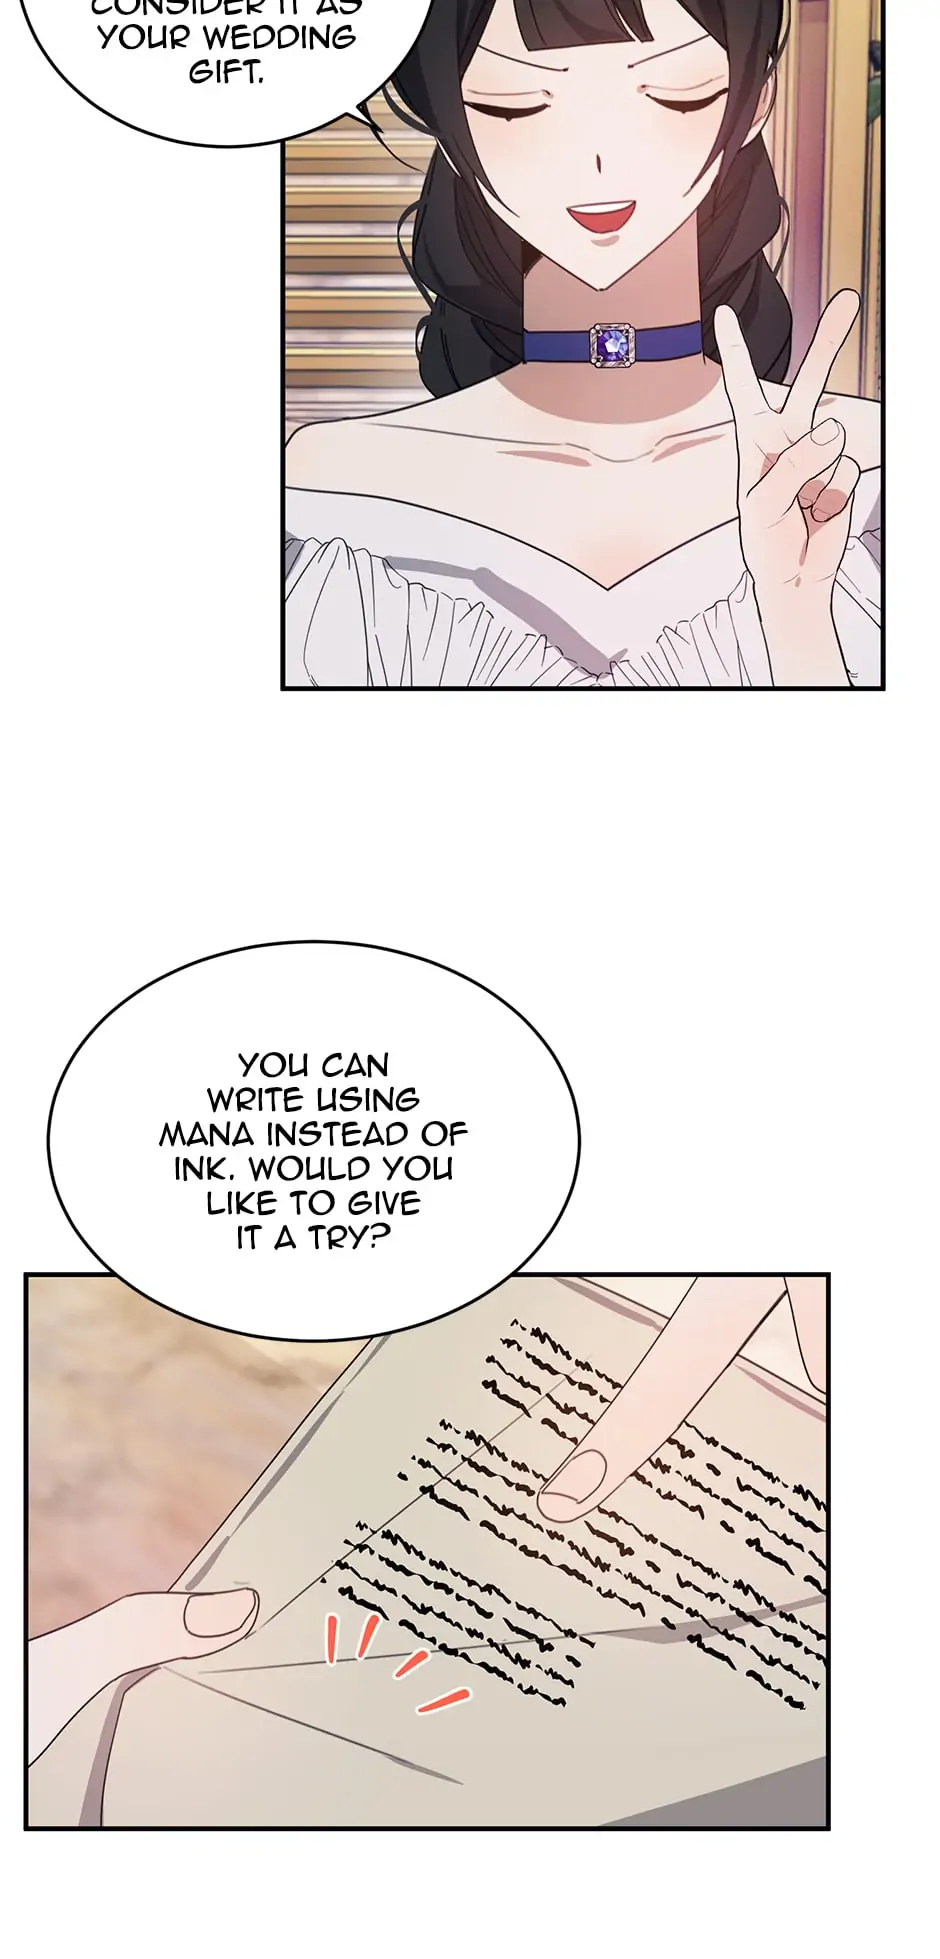 CONSIDER IT AS
YOUR WEDDING
GIFT.
YOU CAN
WRITE USING
MANA INSTEAD OF
INK. WOULD YOU
LIKE TO GIVE
IT A TRY?